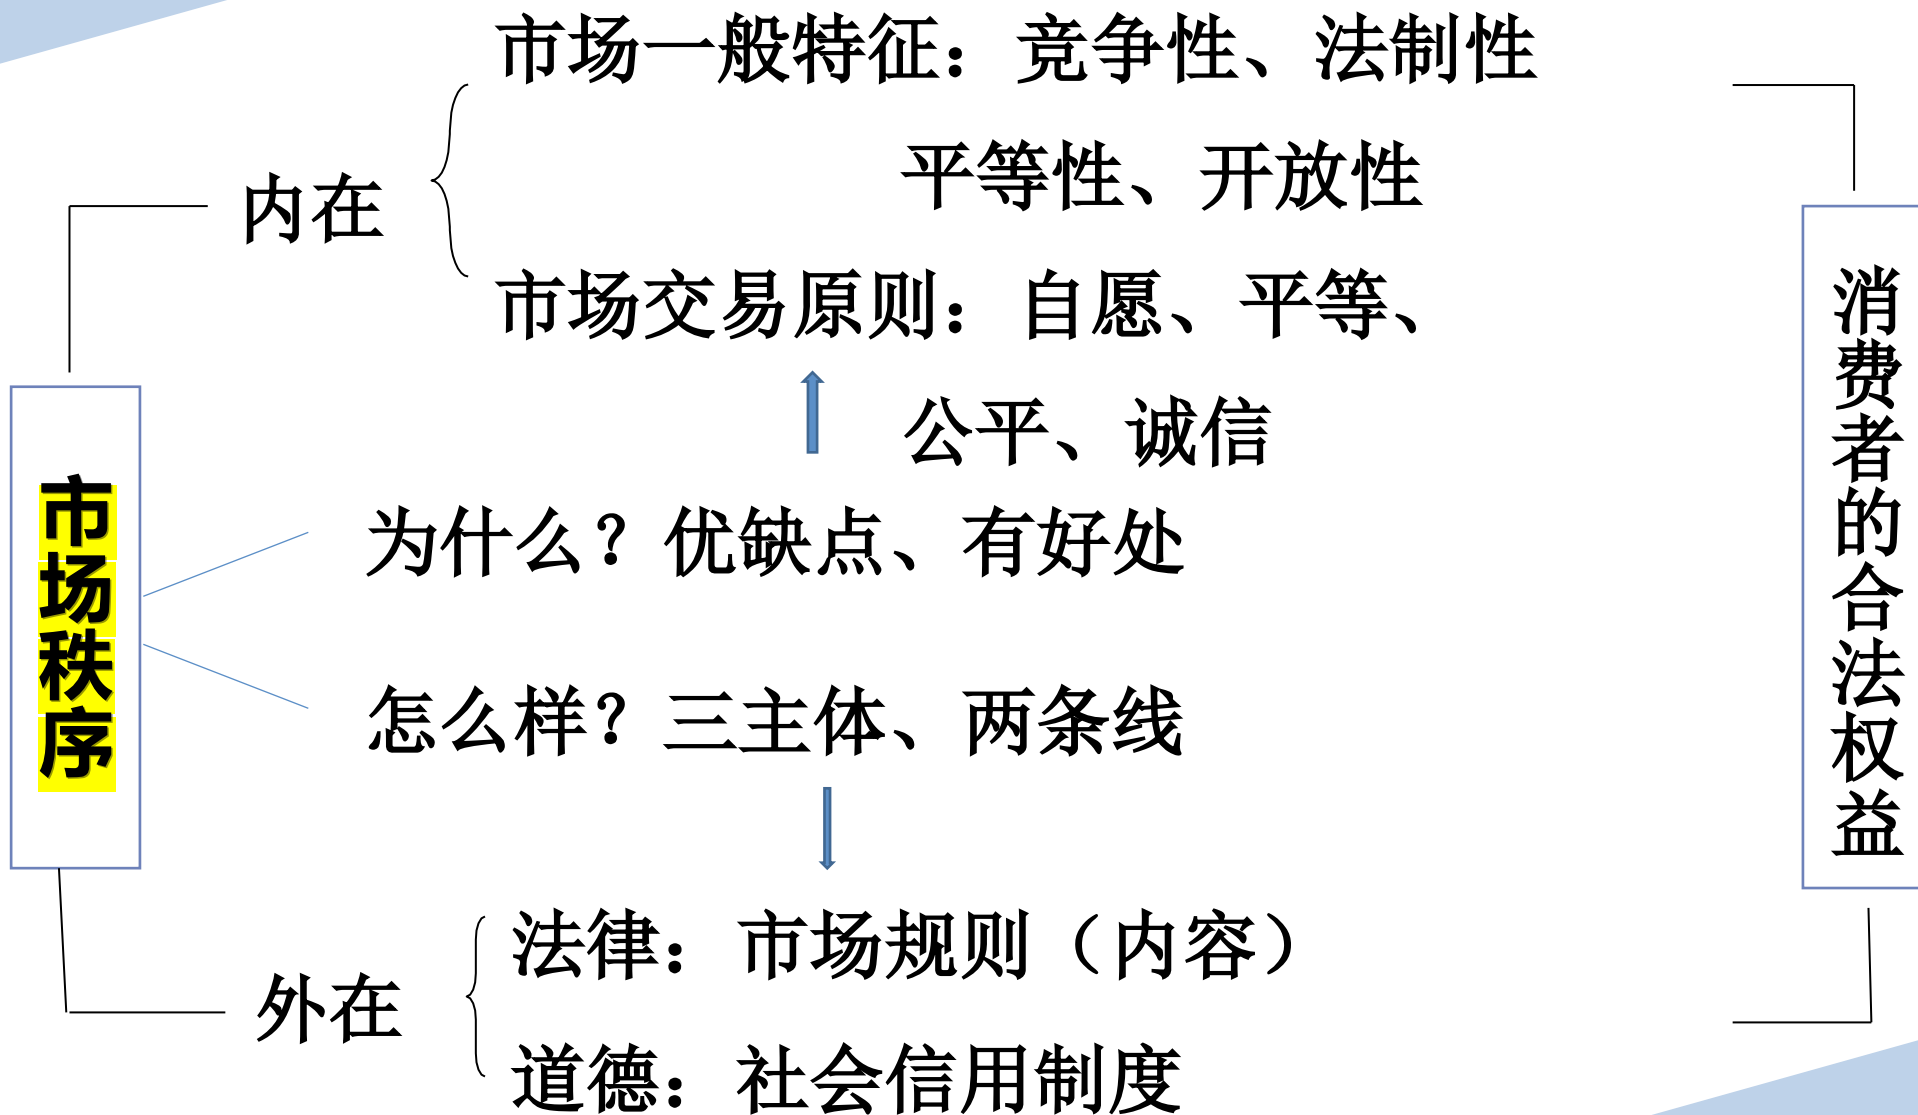 市场一般特征：竞争性、法制性
平等性、开放性
内在
市场交易原则：自愿、平等、
公平、诚信
市场秩序
为什么？优缺点、有好处
怎么样？三主体、两条线
外在
法律：市场规则（内容）
道德：社会信用制度
消费者的合法权益